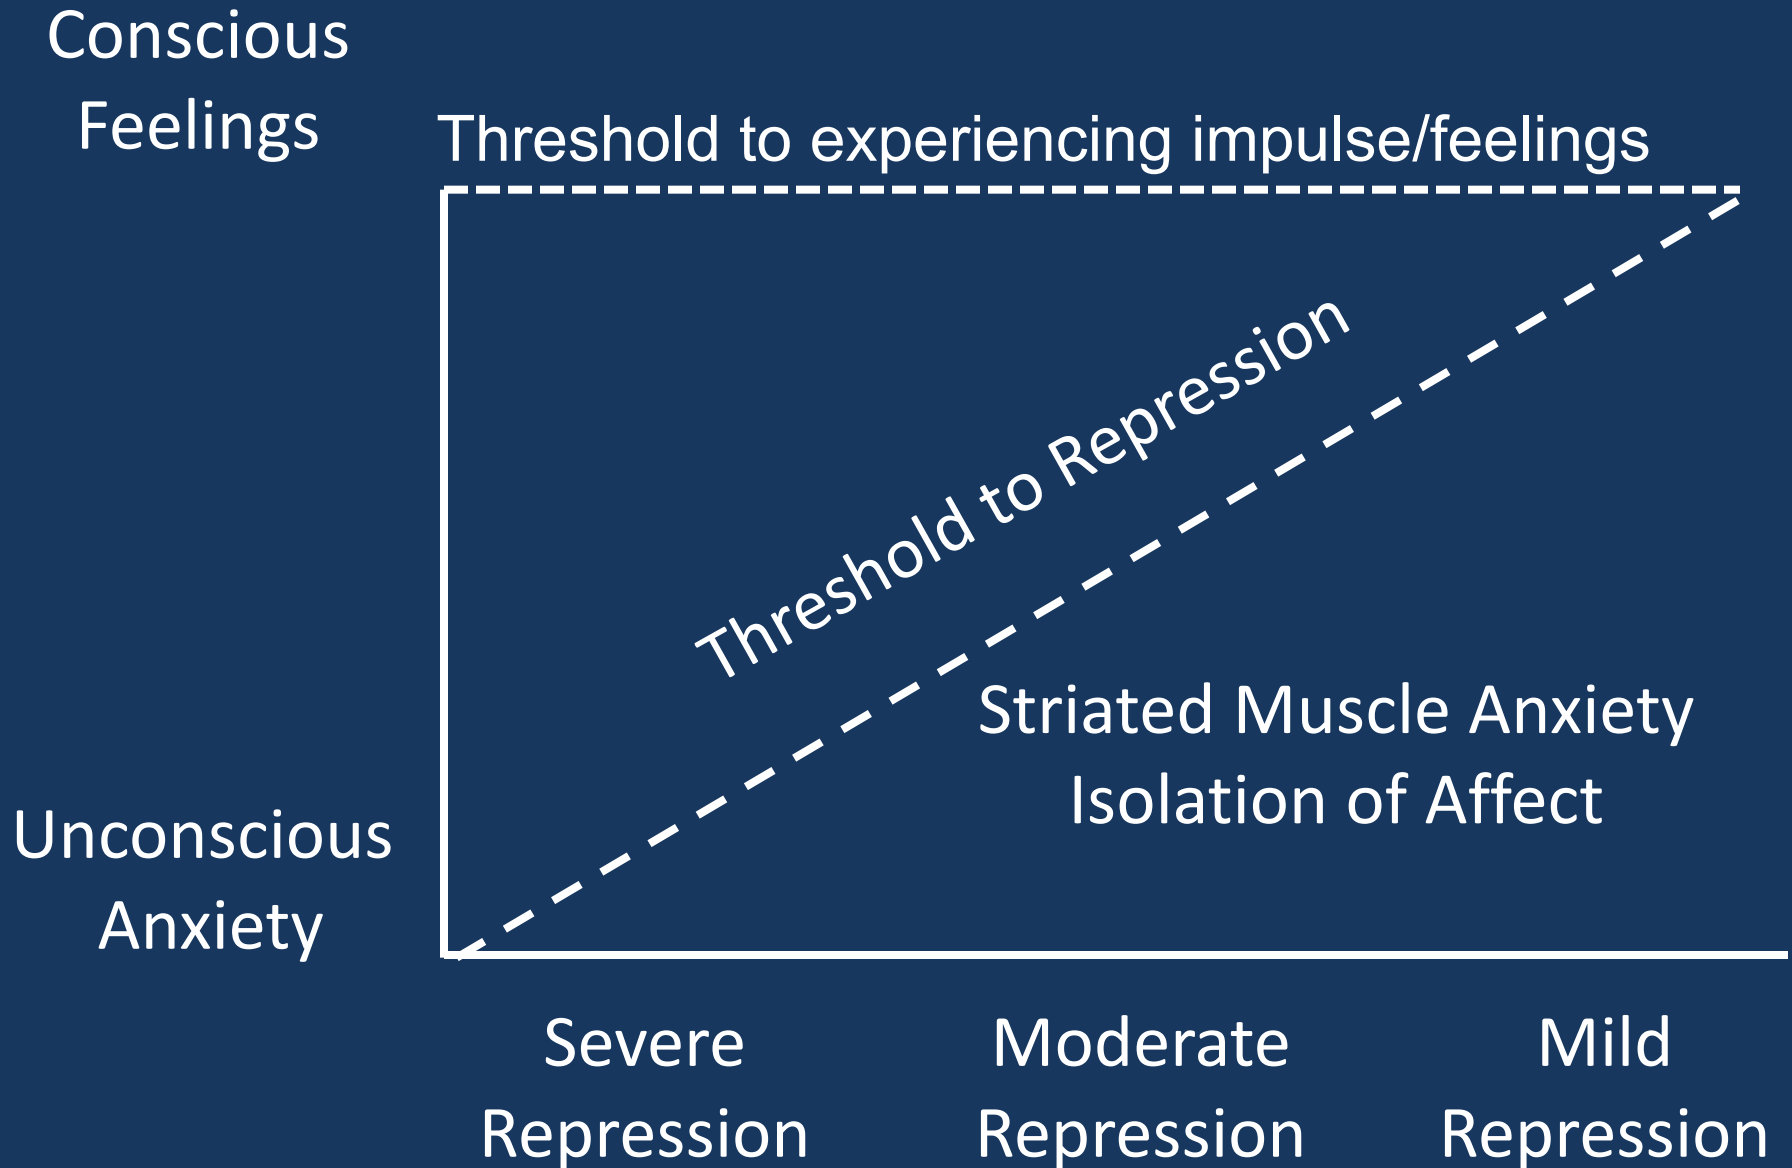 Conscious
Feelings
Threshold to experiencing impulse/feelings
Threshold to Repression
Striated Muscle Anxiety
Isolation of Affect
Unconscious
Anxiety
Severe
Repression
Moderate
Repression
Mild
Repression